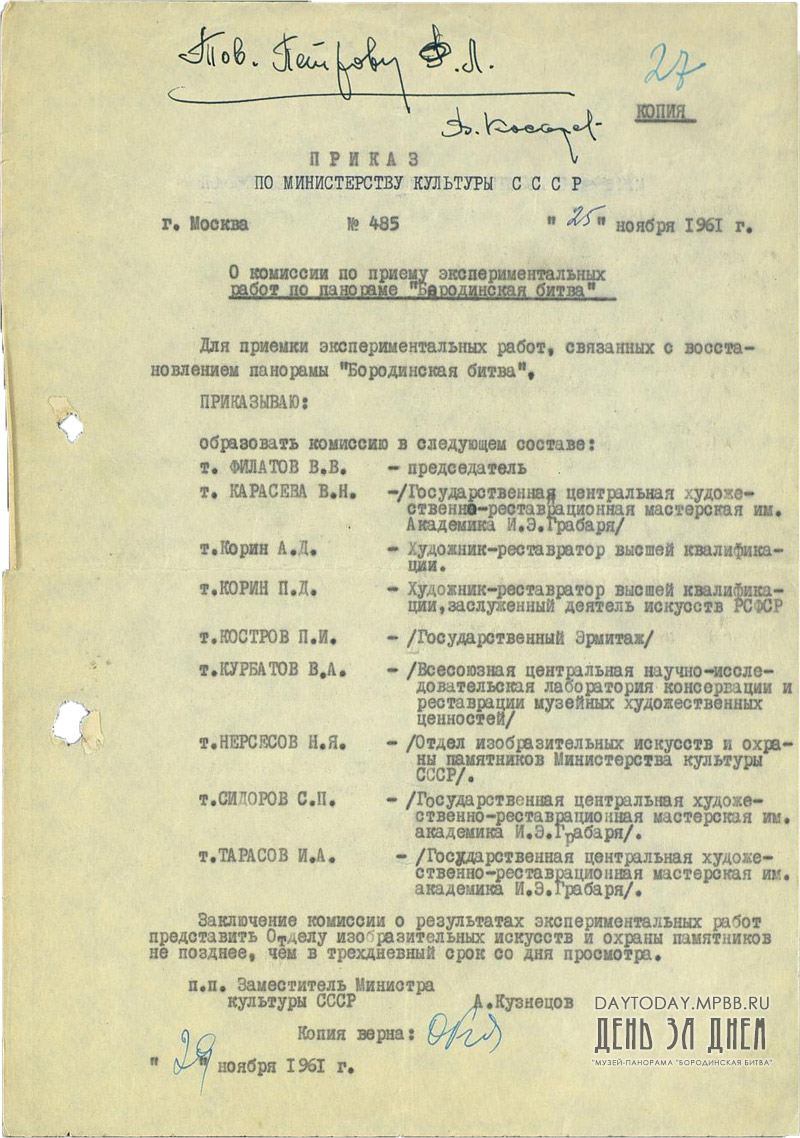 Тов. Петрову Ф.Л.
27
КОПИЯ
В. Косарев
ПРИКАЗ
ПО МИНИСТЕРСТВУ КУЛЬТУРЫ СССР
г. Москва № 485 "25" ноября 1961 г.
О комиссии по приему экспериментальных
работ по панораме "Бародинская битва"
Для приемки экспериментальных работ, связанных с восста-
новлением панорамы "Бородинская битва",
ПРИКАЗЫВАЮ:
образовать комиссию в следующем составе:
т. ФИЛАТОВ В.В. - председатель
т. КАРАСЕВА В.Н. -/Государственная центральная художе-
ственно-реставрационная мастерская им.
Академика И.Э.Грабаря/
т.Корин А.Д. - Художник-реставратор высшей квалифика-
ции.
т.КОРИН П.Д. - Художник-реставратор высшей квалифика-
ции,заслуженный деятель искусств РСФСР
т.КОСТРОВ П.И. - /Государственный Эрмитаж/
т.КУРБАТОВ В.А. - /Всесоюзная центральная научно-иссле-
довательская лаборатория консервации и
реставрации музейных художественных
ценностей/
т.НЕРСЕСОВ Н.Я. - /Отдел изобразительных искусств и охра-
ны памятников Министерства культуры
СССР/.
т.СИДОРОВ С.П. - /Государственная центральная художе-
ственно-реставрационная мастерская им.
академика И.Э.Грабаря/.
т.ТАРАСОВ И.А. - /Государственная центральная художе-
ственно-реставрационная мастерская им.
академика И.Э.Грабаря/.
Заключение комиссии о результатах экспериментальных работ
представить Отделу изобразительных искусств и охраны памятников
не позднее, чем в трехдневный срок со дня просмотра.
п.п. Заместитель Министра
культуры СССР А.Кузнецов
Копия верна:
"29" ноября 1961 г.
DAYTODAY.MPBB.RU
ДЕНЬ ЗА ДНЕМ
"МУЗЕЙ-ПАНОРАМА "БОРОДИНСКАЯ БИТВА"